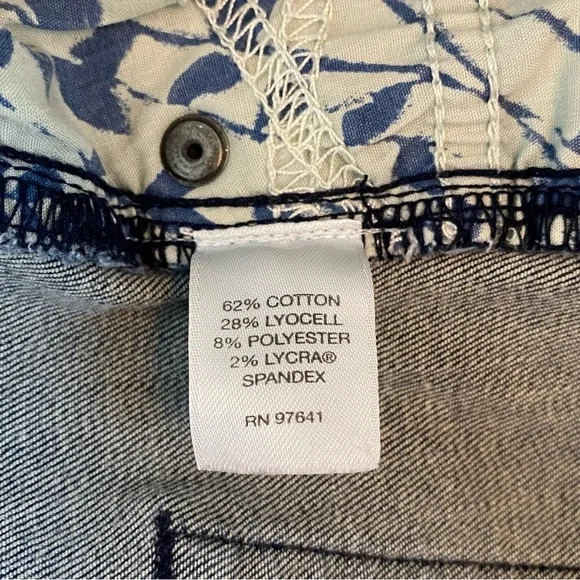 62% COTTON
28% LYOCELL
8% POLYESTER
2% LYCRA®
SPANDEX
RN 97641